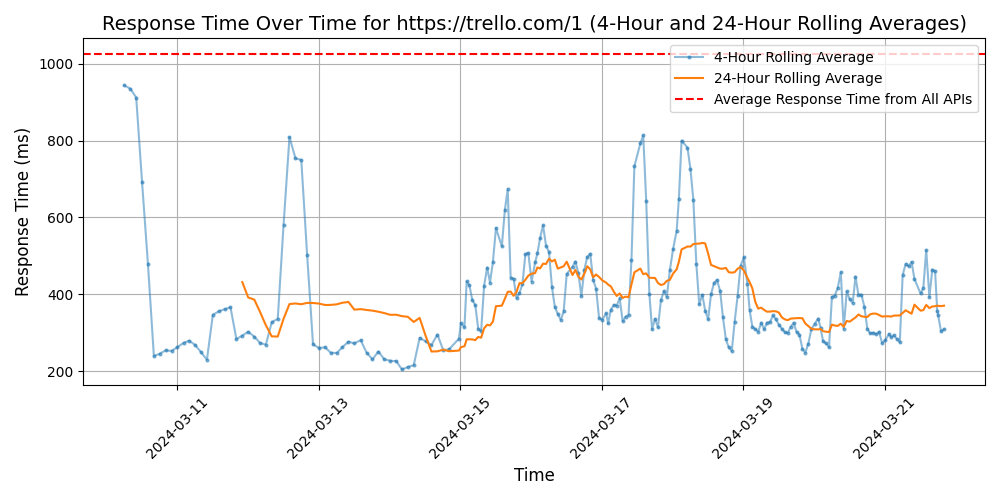 Response Time Over Time for https://trello.com/1 (4-Hour and 24-Hour Rolling Averages)
4-Hour Rolling Average
24-Hour Rolling Average
Average Response Time from All APIs
Response Time (ms)
1000
800
600
400
200
2024-03-11
2024-03-13
2024-03-15
2024-03-17
2024-03-19
2024-03-21
Time